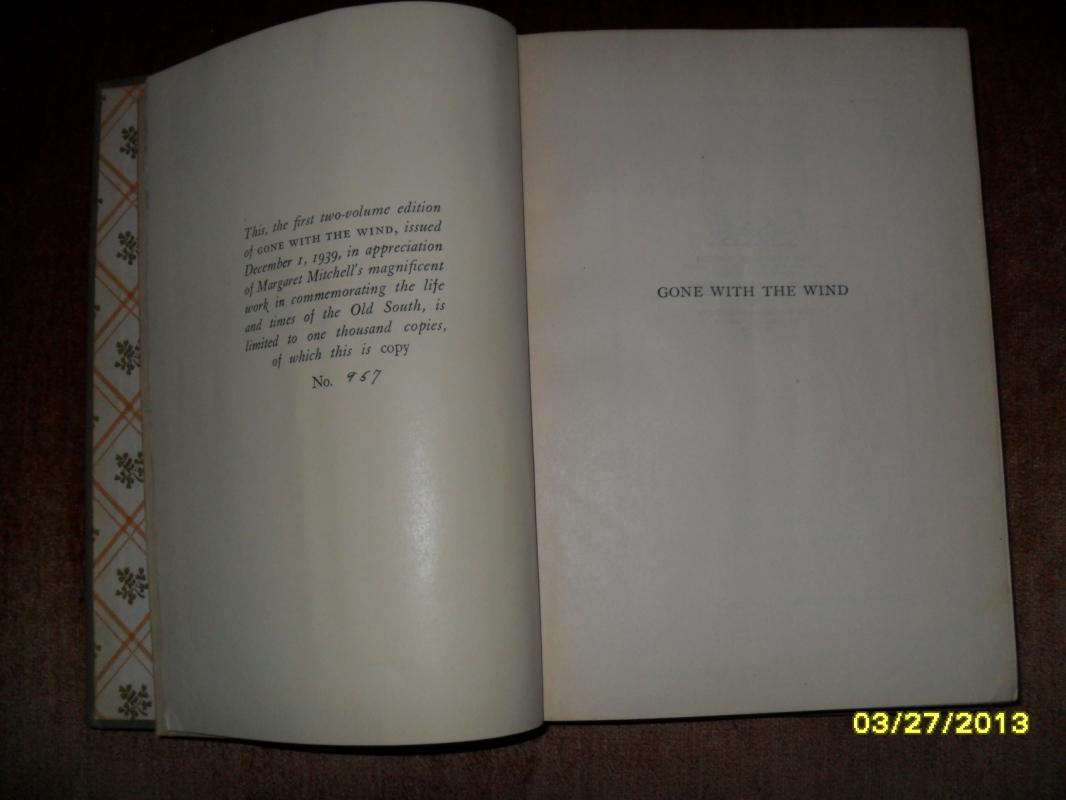 This, the first two-volume edition
of GONE WITH THE WIND, issued
December 1, 1939, in appreciation
of Margaret Mitchell's magnificent
work in commemorating the life
and times of the Old South, is
limited to one thousand copies,
of which this is copy
No. 957
GONE WITH THE WIND
03/27/2013